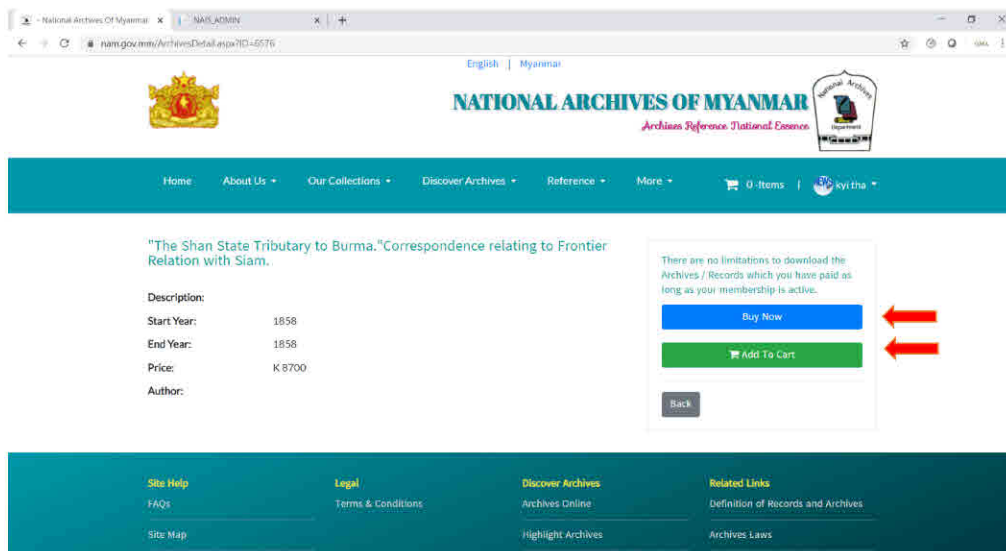 - National Archives Of Myanmar
NAIS_ADMIN
nam.gov.mm/ArchivesDetail.aspx?ID=6576
English | Myanmar
NATIONAL ARCHIVES OF MYANMAR
Archives Reference National Essence
National Archives
Department
Home About Us Our Collections Discover Archives Reference More 0 -Items | kyi tha
"The Shan State Tributary to Burma."Correspondence relating to Frontier
Relation with Siam.
Description:
Start Year: 1858
End Year: 1858
Price: K 8700
Author:
There are no limitations to download the
Archives / Records which you have paid as
long as your membership is active.
Buy Now
Add To Cart
Back
Site Help Legal Discover Archives Related Links
FAQs Terms & Conditions Archives Online Definition of Records and Archives
Site Map Highlight Archives Archives Laws